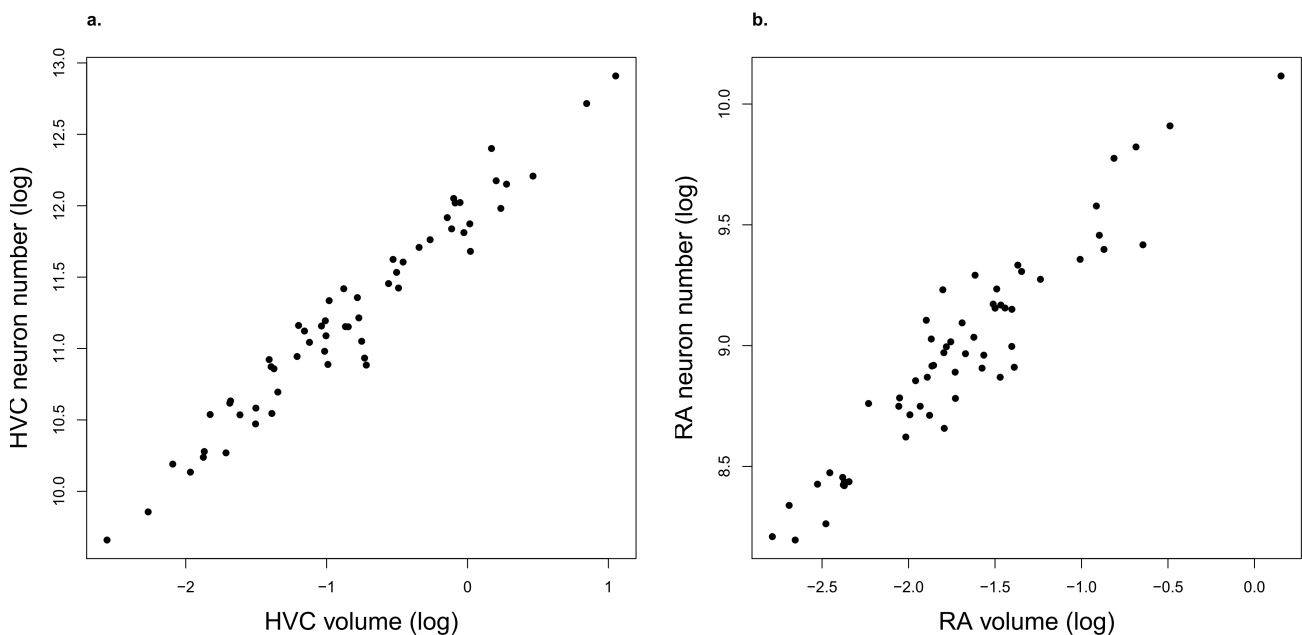 a.
HVC neuron number (log)
13.0
12.5
12.0
11.5
11.0
10.5
10.0
−2 −1 0 1
HVC volume (log)
b.
RA neuron number (log)
10.0
9.5
9.0
8.5
−2.5 −2.0 −1.5 −1.0 −0.5 0.0
RA volume (log)